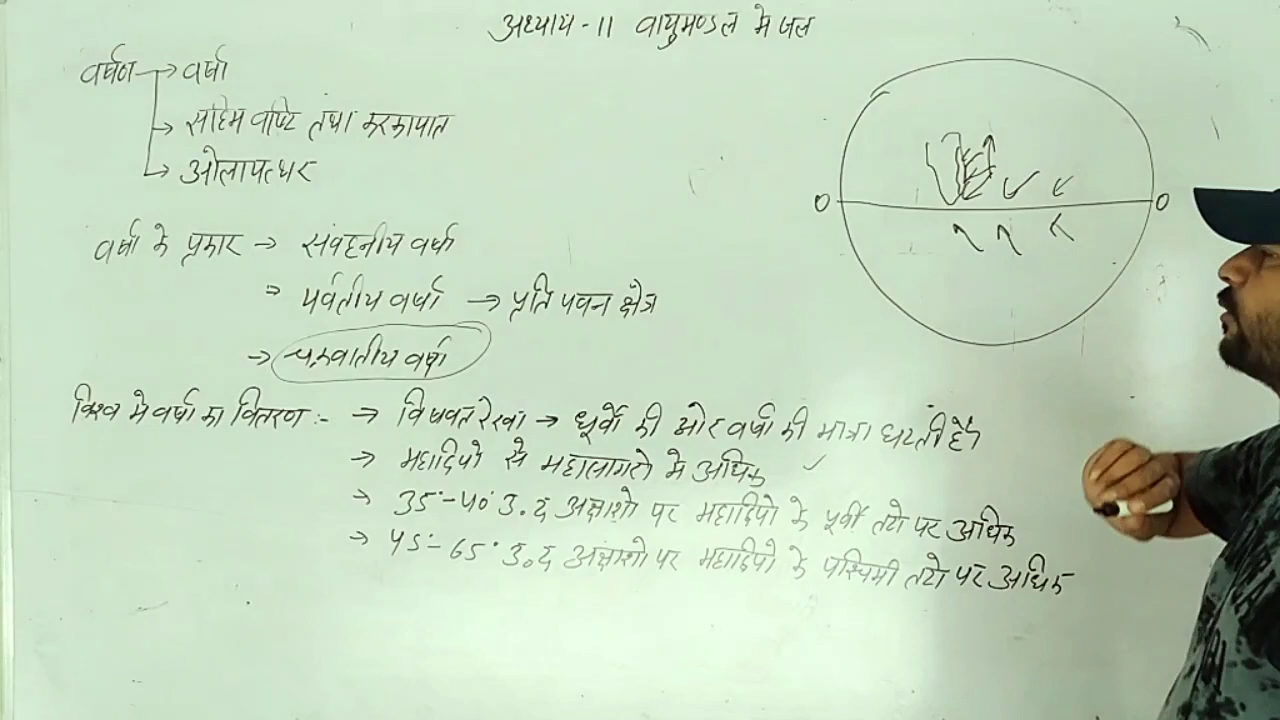 अध्याय-11 वायुमण्डल मे जल
वर्षण → वर्षा
→ सहिम वृष्टि तथा करकापात
→ ओलापत्थर
वर्षा के प्रकार → संवहनीय वर्षा
→ पर्वतीय वर्षा → प्रति पवन क्षेत्र
→ चक्रवातीय वर्षा
विश्व मे वर्षा का वितरण :- → विषवत रेखा → ध्रूवों की ओर वर्षा की मात्रा घटती हैं।
→ महाद्विपो से महासागरो मे अधिक
→ 35°-40° उ.द अक्षाशो पर महाद्विपो के पूर्वी तटो पर अधिक
→ 45°-65° उ.द अक्षाशो पर महाद्विपो के पश्चिमी तटो पर अधिक
0 0